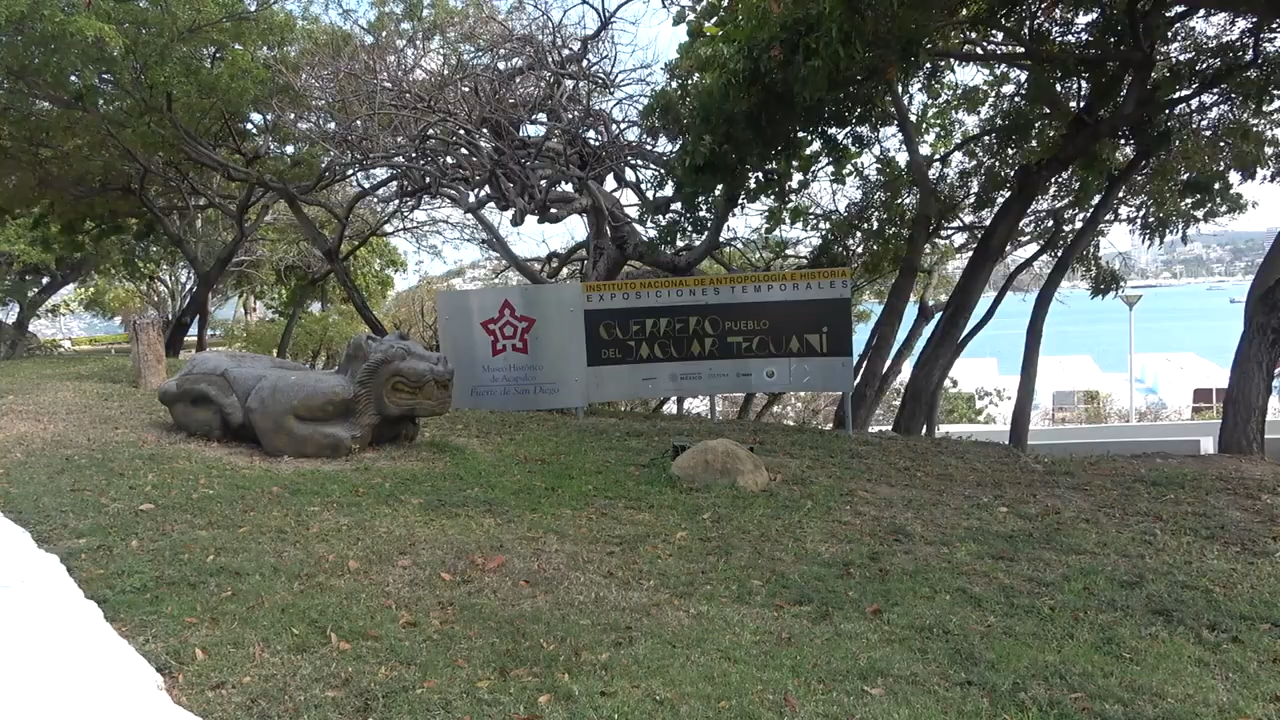 Museo Histórico
de Acapulco
Fuerte de San Diego
INSTITUTO NACIONAL DE ANTROPOLOGÍA E HISTORIA
EXPOSICIONES TEMPORALES
GUERRERO PUEBLO
DEL JAGUAR TECUANÍ
MÉXICO
CULTURA